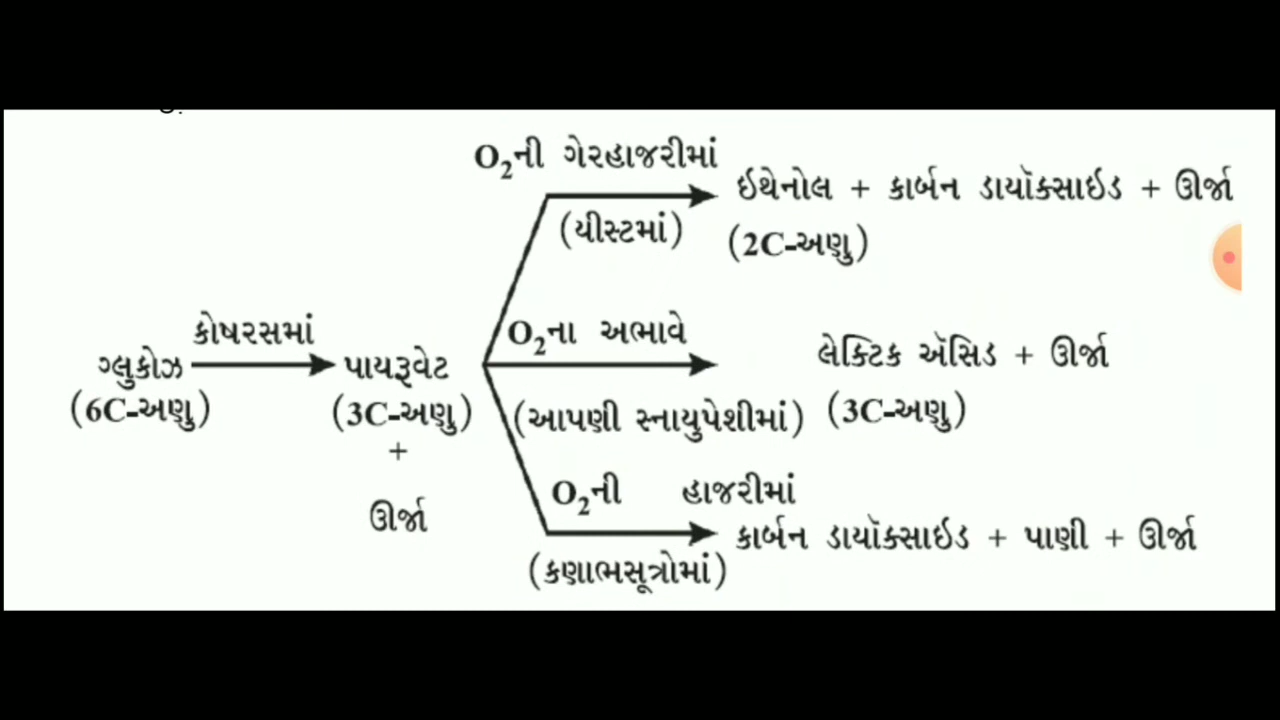 O₂ની ગેરહાજરીમાં
ઇથેનોલ + કાર્બન ડાયૉક્સાઇડ + ઊર્જા
(યીસ્ટમાં)
(2C-અણુ)
કોષરસમાં
O₂ના અભાવે
ગ્લુકોઝ
પાયરૂવેટ
લેક્ટિક ઍસિડ + ઊર્જા
(6C-અણુ)
(3C-અણુ)
(આપણી સ્નાયુપેશીમાં)
(3C-અણુ)
+
ઊર્જા
O₂ની હાજરીમાં
કાર્બન ડાયૉક્સાઇડ + પાણી + ઊર્જા
(કણાભસૂત્રોમાં)